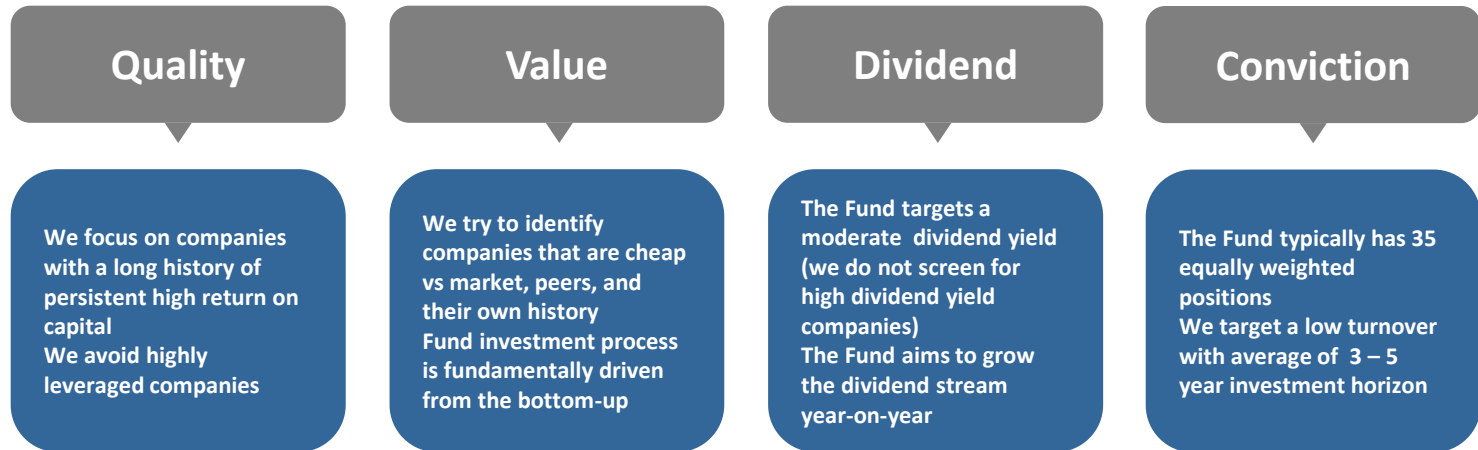 Quality
We focus on companies
with a long history of
persistent high return on
capital
We avoid highly
leveraged companies
Value
We try to identify
companies that are cheap
vs market, peers, and
their own history
Fund investment process
is fundamentally driven
from the bottom-up
Dividend
The Fund targets a
moderate dividend yield
(we do not screen for
high dividend yield
companies)
The Fund aims to grow
the dividend stream
year-on-year
Conviction
The Fund typically has 35
equally weighted
positions
We target a low turnover
with average of 3 – 5
year investment horizon